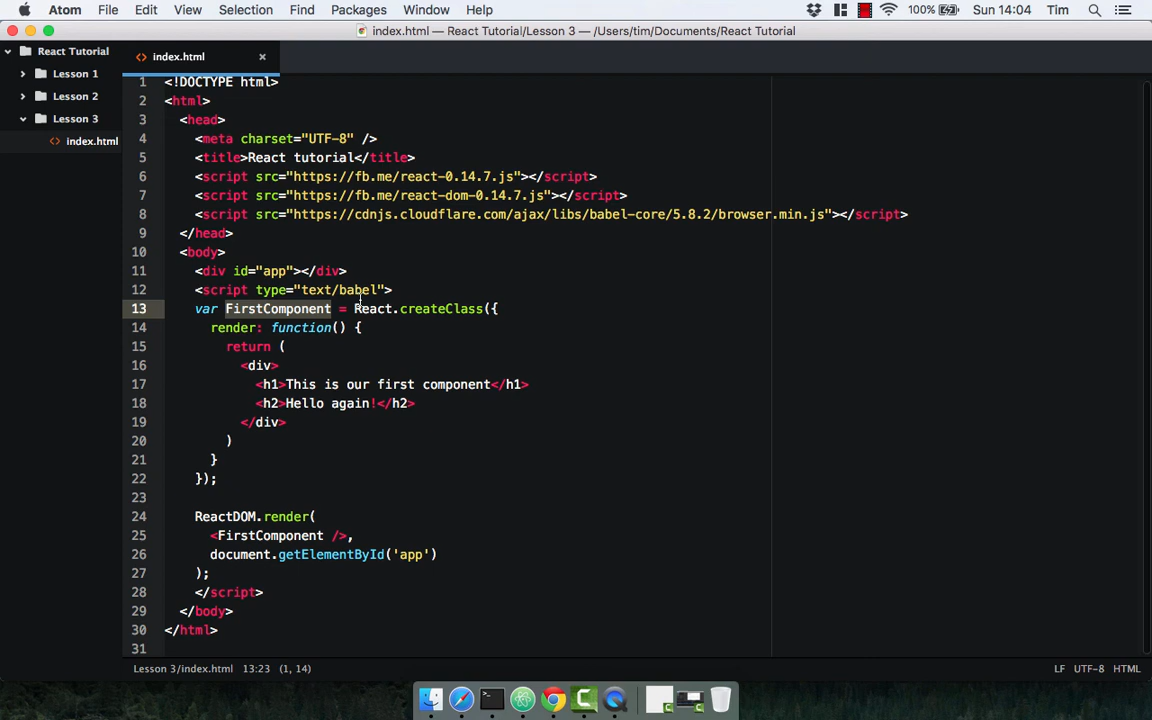 Atom File Edit View Selection Find Packages Window Help 100% Sun 14:04 Tim
index.html — React Tutorial/Lesson 3 — /Users/tim/Documents/React Tutorial
React Tutorial
Lesson 1
Lesson 2
Lesson 3
index.html
index.html
1 <!DOCTYPE html>
2 <html>
3 <head>
4 <meta charset="UTF-8" />
5 <title>React tutorial</title>
6 <script src="https://fb.me/react-0.14.7.js"></script>
7 <script src="https://fb.me/react-dom-0.14.7.js"></script>
8 <script src="https://cdnjs.cloudflare.com/ajax/libs/babel-core/5.8.2/browser.min.js"></script>
9 </head>
10 <body>
11 <div id="app"></div>
12 <script type="text/babel">
13 var FirstComponent = React.createClass({
14 render: function() {
15 return (
16 <div>
17 <h1>This is our first component</h1>
18 <h2>Hello again!</h2>
19 </div>
20 )
21 }
22 });
23
24 ReactDOM.render(
25 <FirstComponent />,
26 document.getElementById('app')
27 );
28 </script>
29 </body>
30 </html>
31
Lesson 3/index.html 13:23 (1, 14) LF UTF-8 HTML